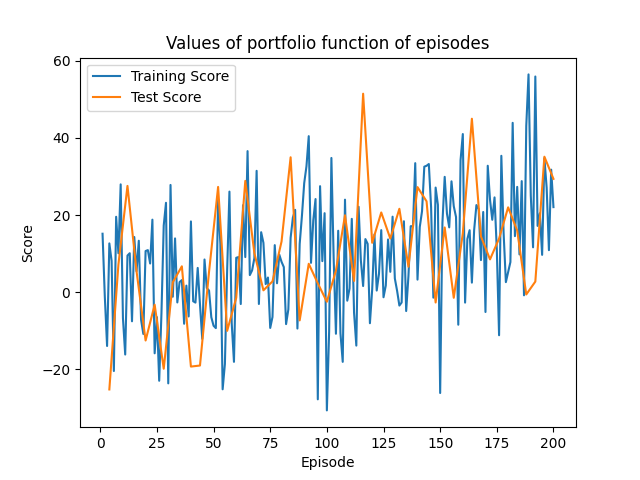 Values of portfolio function of episodes
Training Score
Test Score
Score
60
40
20
0
−20
0
25
50
75
100
125
150
175
200
Episode